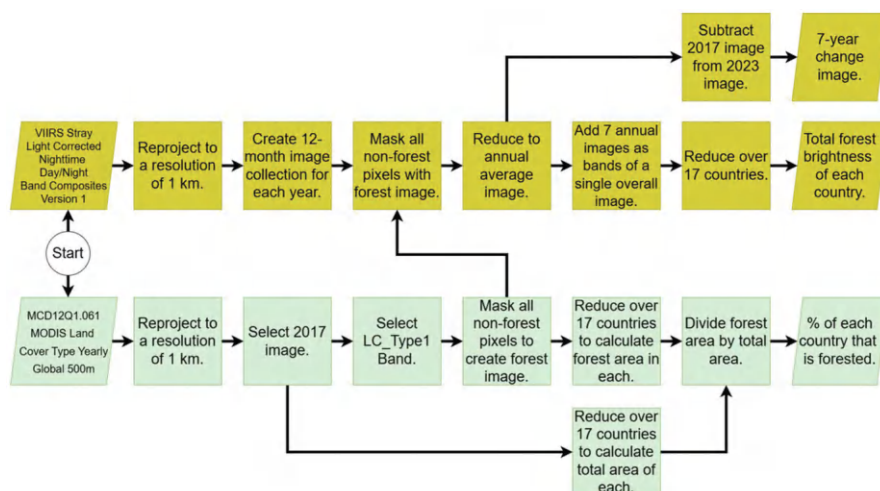 Subtract
2017 image
from 2023
image.
7-year
change
image.
VIIRS Stray
Light Corrected
Nighttime
Day/Night
Band Composites
Version 1
Reproject to
a resolution
of 1 km.
Create 12-
month image
collection for
each year.
Mask all
non-forest
pixels with
forest image.
Reduce to
annual
average
image.
Add 7 annual
images as
bands of a
single overall
image.
Reduce over
17 countries.
Total forest
brightness
of each
country.
Start
MCD12Q1.061
MODIS Land
Cover Type Yearly
Global 500m
Reproject to
a resolution
of 1 km.
Select 2017
image.
Select
LC_Type1
Band.
Mask all
non-forest
pixels to
create forest
image.
Reduce over
17 countries
to calculate
forest area in
each.
Divide forest
area by total
area.
% of each
country that
is forested.
Reduce over
17 countries
to calculate
total area of
each.